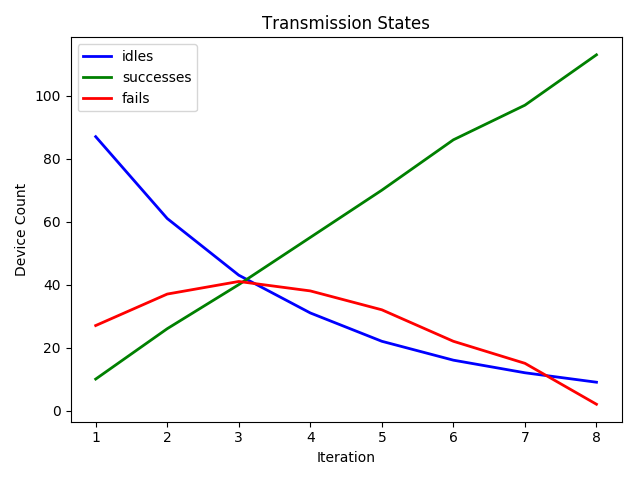 Transmission States
idles
successes
fails
Device Count
100
80
60
40
20
0
1 2 3 4 5 6 7 8
Iteration